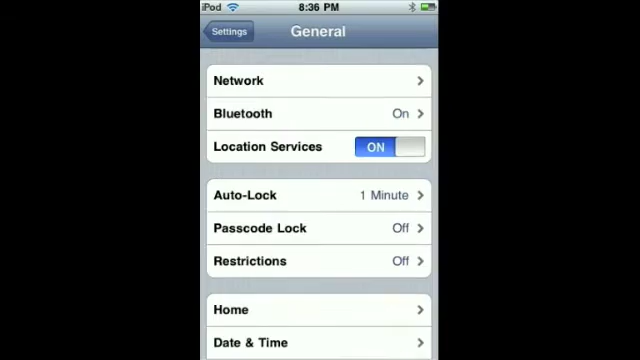 iPod 8:36 PM
Settings General
Network
Bluetooth On
Location Services ON
Auto-Lock 1 Minute
Passcode Lock Off
Restrictions Off
Home
Date & Time